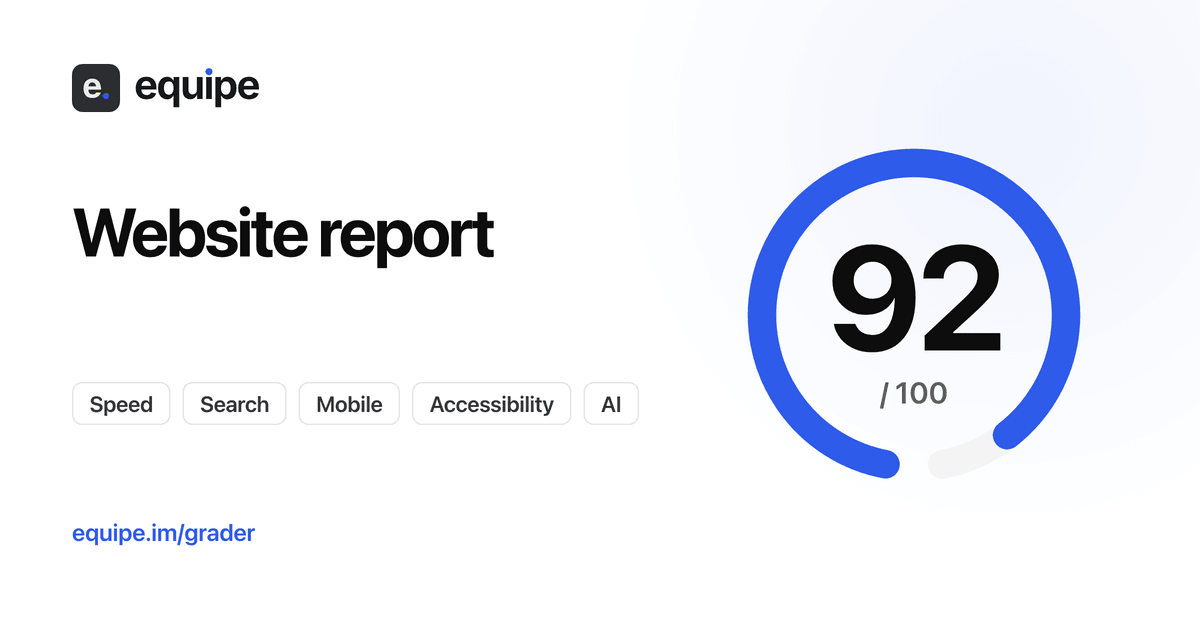 e.
equipe
Website report
92
/ 100
Speed Search Mobile Accessibility AI
equipe.im/grader